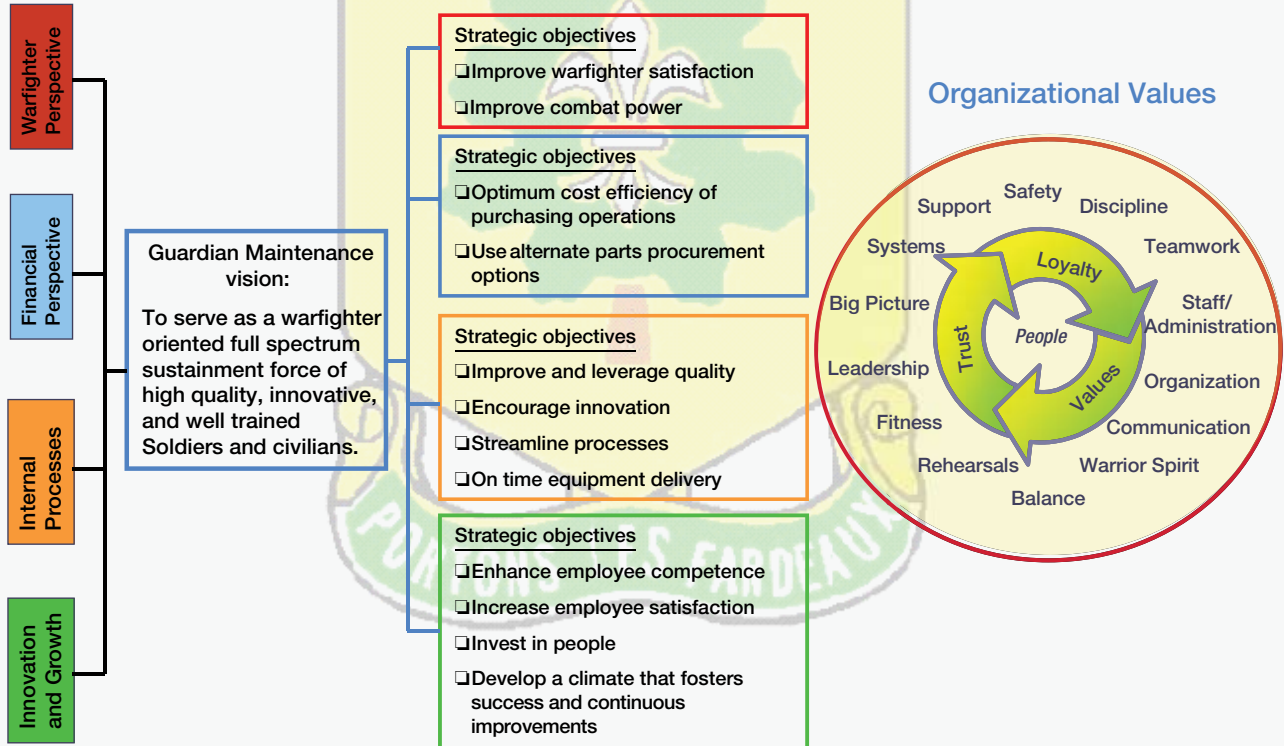 Warfighter
Perspective
Financial
Perspective
Internal
Processes
Innovation
and Growth
Guardian Maintenance
vision:
To serve as a warfighter
oriented full spectrum
sustainment force of
high quality, innovative,
and well trained
Soldiers and civilians.
Strategic objectives
❑Improve warfighter satisfaction
❑Improve combat power
Strategic objectives
❑Optimum cost efficiency of
purchasing operations
❑Use alternate parts procurement
options
Strategic objectives
❑Improve and leverage quality
❑Encourage innovation
❑Streamline processes
❑On time equipment delivery
Strategic objectives
❑Enhance employee competence
❑Increase employee satisfaction
❑Invest in people
❑Develop a climate that fosters
success and continuous
improvements
PORTONS LES FARDEAUX
Organizational Values
Safety
Support
Discipline
Systems
Teamwork
Big Picture
Staff/
Administration
Leadership
Organization
Fitness
Communication
Rehearsals
Warrior Spirit
Balance
Loyalty
Trust
People
Values